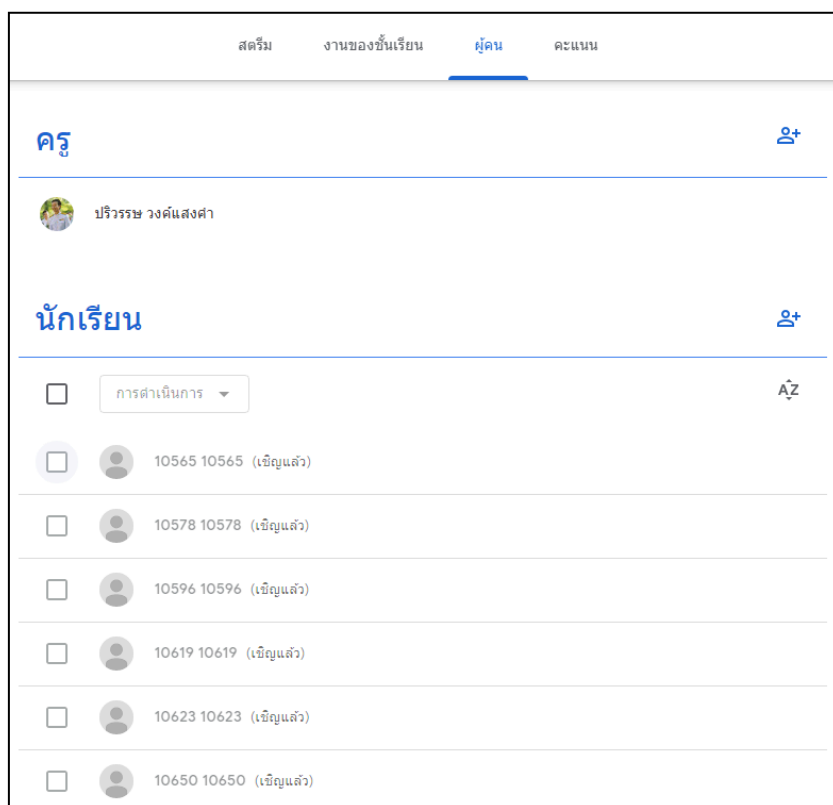 สตรีม งานของชั้นเรียน ผู้คน คะแนน
ครู
ปริวรรษ วงค์แสงคำ
นักเรียน
การดำเนินการ
AZ
10565 10565 (เชิญแล้ว)
10578 10578 (เชิญแล้ว)
10596 10596 (เชิญแล้ว)
10619 10619 (เชิญแล้ว)
10623 10623 (เชิญแล้ว)
10650 10650 (เชิญแล้ว)